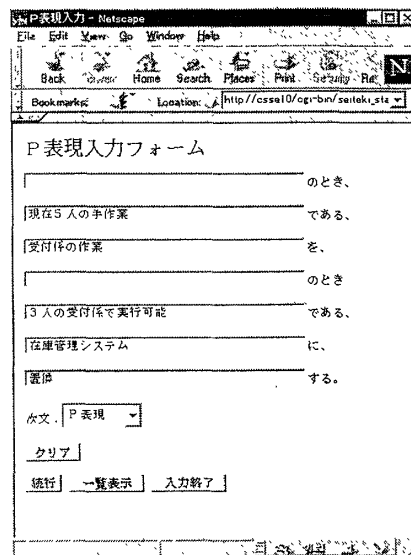 P表現入力 - Netscape
File Edit View Go Window Help
Back Home Search Places Print Security
Bookmarks Location: http://csse10/cgi-bin/seiteki_sta
P表現入力フォーム
のとき、
現在5人の手作業 である、
受付係の作業 を、
のとき
3人の受付係で実行可能 である、
在庫管理システム に、
置換 する。
次文. P表現
クリア
続行 一覧表示 入力終了